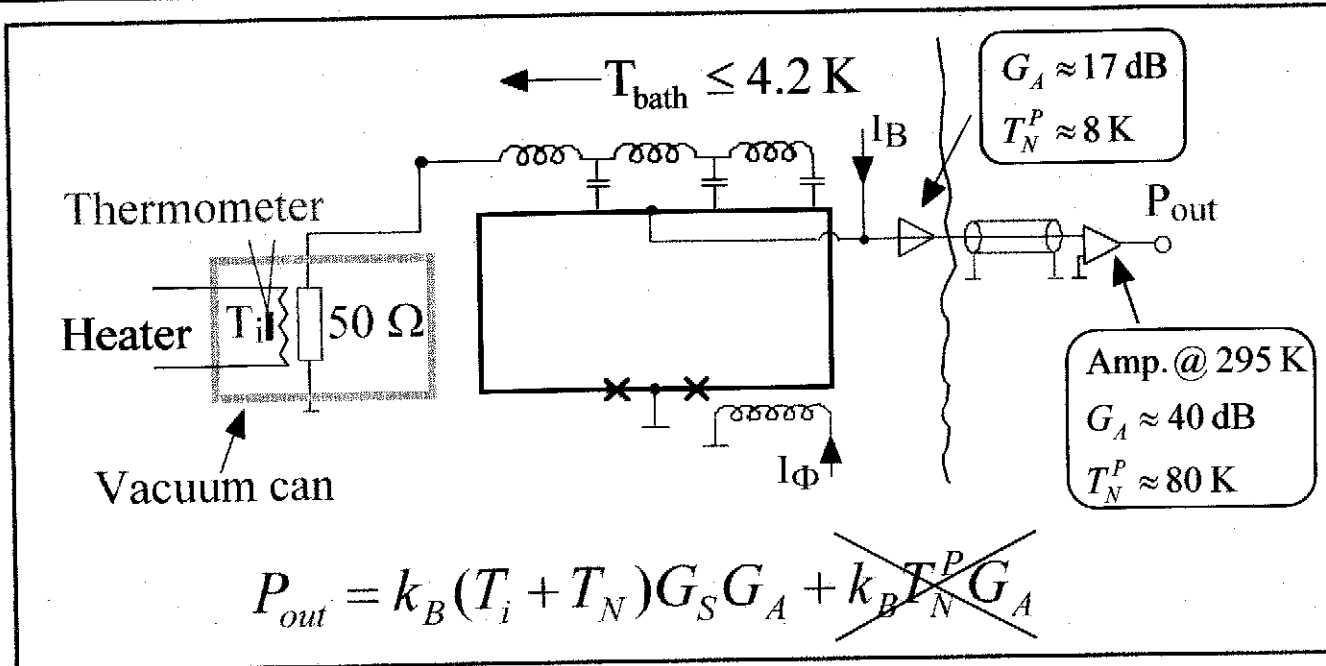 T_bath ≤ 4.2 K
G_A ≈ 17 dB
T_N^P ≈ 8 K
I_B
Thermometer
P_out
Heater
T_i
50 Ω
Amp. @ 295 K
G_A ≈ 40 dB
T_N^P ≈ 80 K
I_Φ
Vacuum can
P_out = k_B(T_i + T_N)G_S G_A + k_B T_N^P G_A